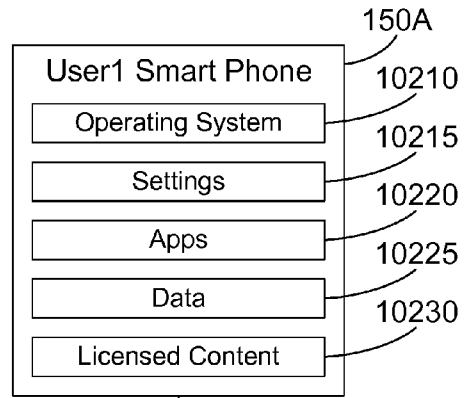 150A
User1 Smart Phone
10210
Operating System
10215
Settings
10220
Apps
10225
Data
10230
Licensed Content